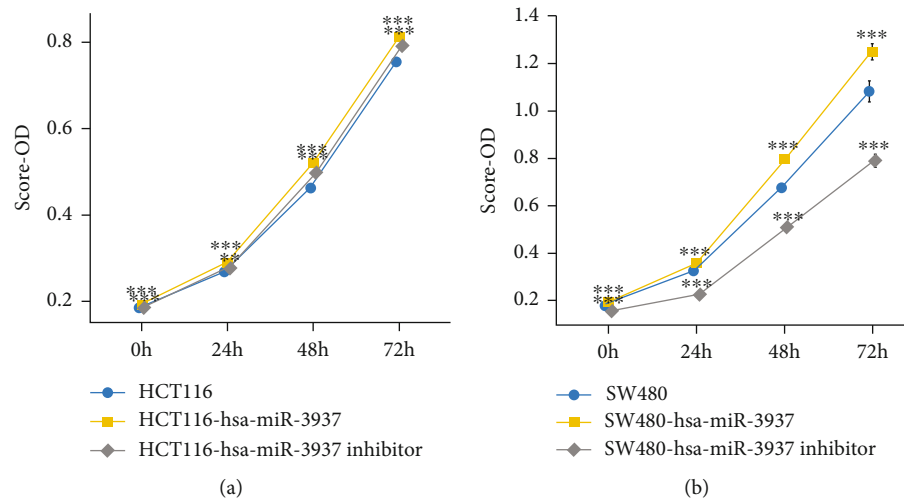 ***
***
0.8
***
***
0.6
Score-OD
0.4
***
**
***
***
0.2
0h
24h
48h
72h
HCT116
HCT116-hsa-miR-3937
HCT116-hsa-miR-3937 inhibitor
(a)
1.4
***
1.2
1.0
***
***
0.8
Score-OD
0.6
***
***
0.4
***
***
***
0.2
0h
24h
48h
72h
SW480
SW480-hsa-miR-3937
SW480-hsa-miR-3937 inhibitor
(b)